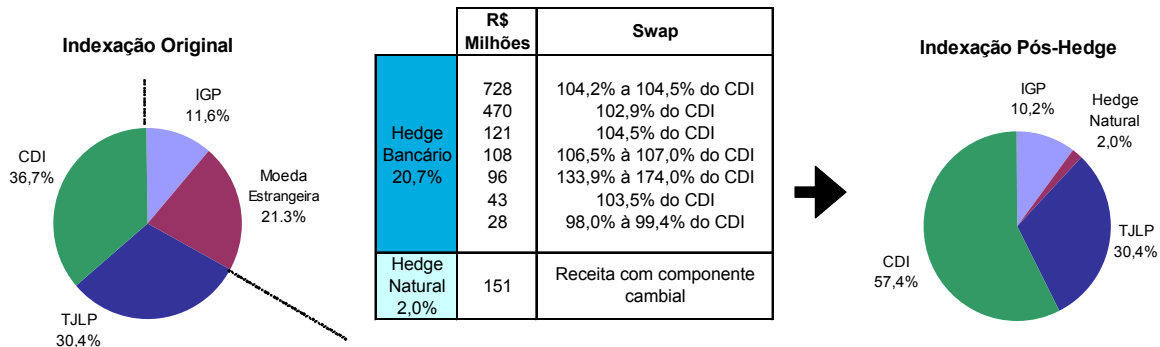 Indexação Original
IGP
11,6%
CDI
36,7%
Moeda
Estrangeira
21.3%
TJLP
30,4%
R$
Milhões
Swap
Hedge
Bancário
20,7%
728
104,2% a 104,5% do CDI
470
102,9% do CDI
121
104,5% do CDI
108
106,5% à 107,0% do CDI
96
133,9% à 174,0% do CDI
43
103,5% do CDI
28
98,0% à 99,4% do CDI
Hedge
Natural
2,0%
151
Receita com componente
cambial
Indexação Pós-Hedge
IGP
10,2%
Hedge
Natural
2,0%
TJLP
30,4%
CDI
57,4%